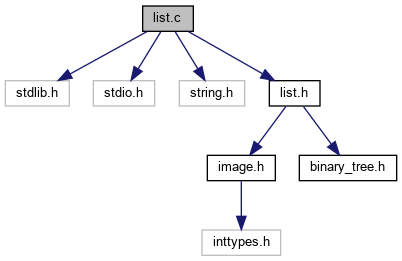 list.c
stdlib.h
stdio.h
string.h
list.h
image.h
binary_tree.h
inttypes.h